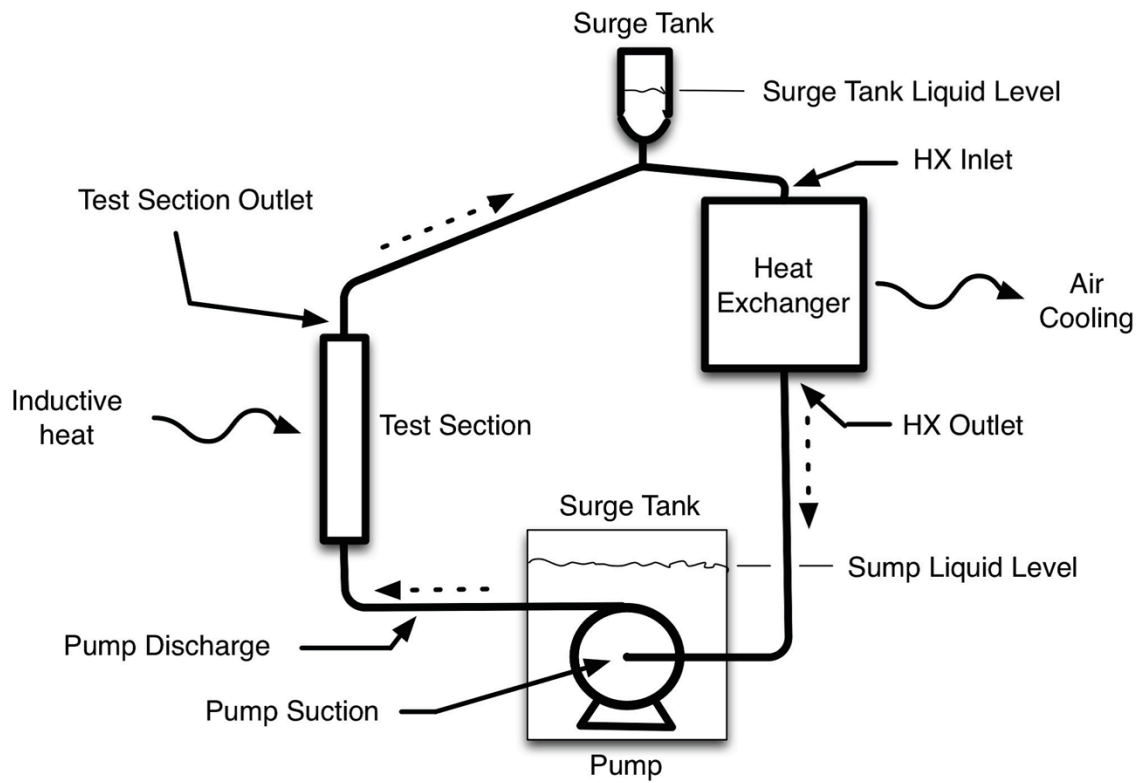 Surge Tank
Surge Tank Liquid Level
HX Inlet
Test Section Outlet
Heat
Exchanger
Air
Cooling
Inductive
heat
Test Section
HX Outlet
Surge Tank
Sump Liquid Level
Pump Discharge
Pump Suction
Pump